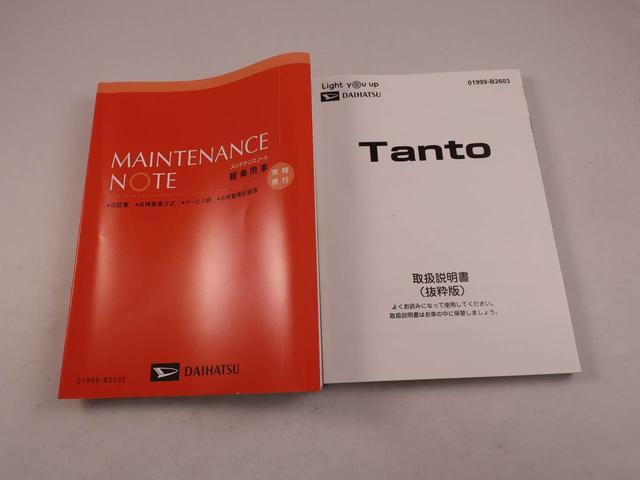 MAINTENANCE
NOTE
メンテナンスノート
軽乗用車
常時
携行
●保証書 ●点検整備方式 ●サービス網 ●点検整備記録簿
DAIHATSU
01989-B2032
Light you up
DAIHATSU
01999-B2603
Tanto
取扱説明書
(抜粋版)
よくお読みになって使用してください。
取扱説明書はお車の中に保管しましょう。